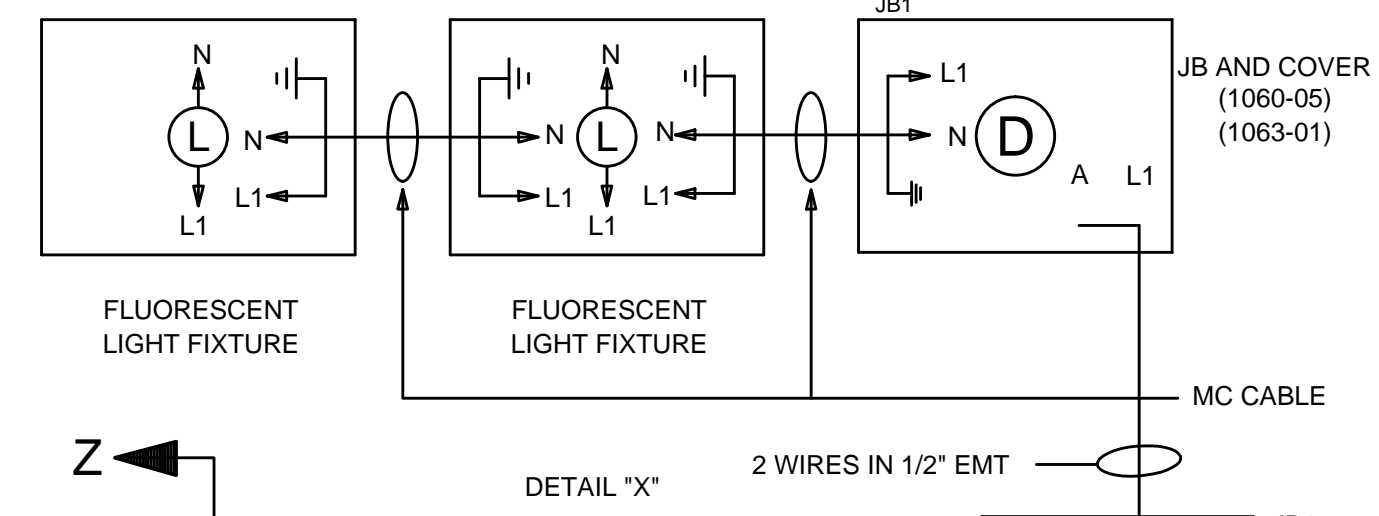 JB1
N
L
N
L1
L1
N
L1
N
L
N
L1
L1
L1
N
D
A
L1
JB AND COVER
(1060-05)
(1063-01)
FLUORESCENT
LIGHT FIXTURE
FLUORESCENT
LIGHT FIXTURE
MC CABLE
Z
DETAIL "X"
2 WIRES IN 1/2" EMT